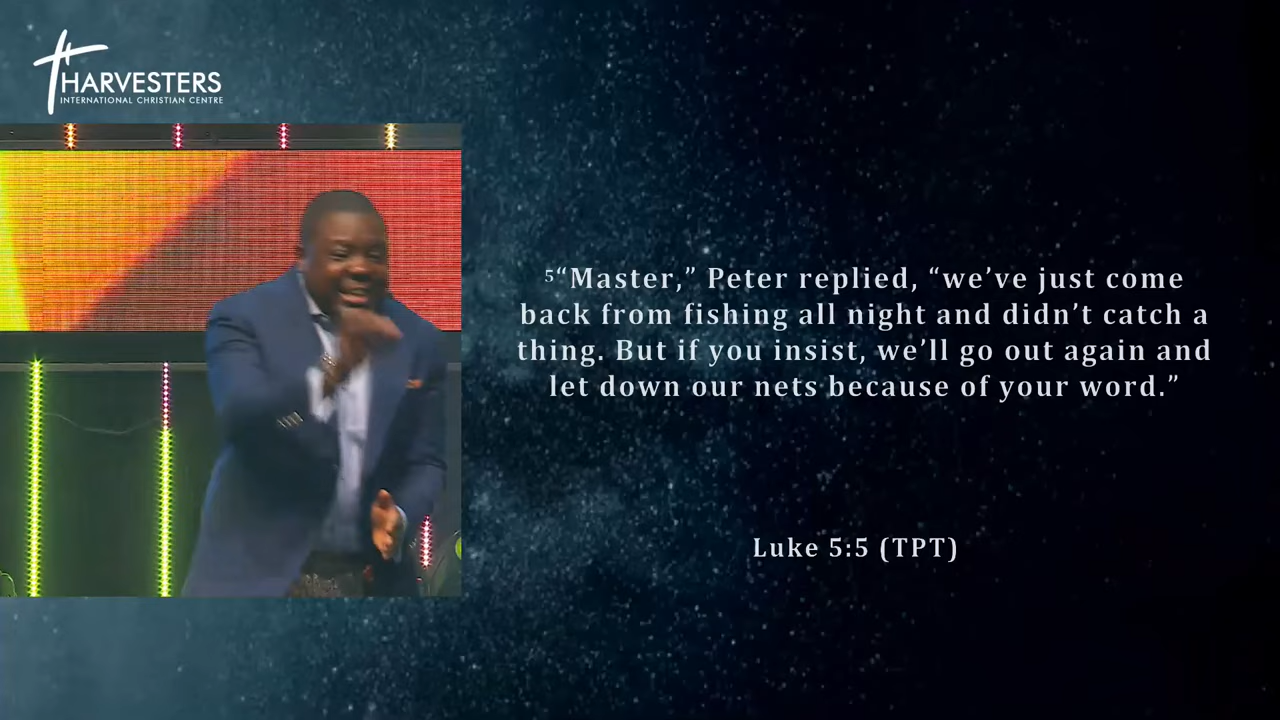 HARVESTERS
INTERNATIONAL CHRISTIAN CENTRE
5“Master,” Peter replied, “we’ve just come
back from fishing all night and didn’t catch a
thing. But if you insist, we’ll go out again and
let down our nets because of your word.”
Luke 5:5 (TPT)